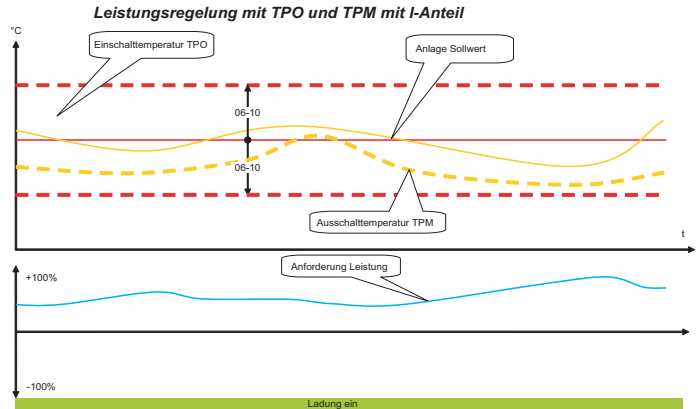 Leistungsregelung mit TPO und TPM mit I-Anteil
°C
Einschalttemperatur TPO
Anlage Sollwert
06-10
06-10
Ausschalttemperatur TPM
t
+100%
Anforderung Leistung
-100%
Ladung ein